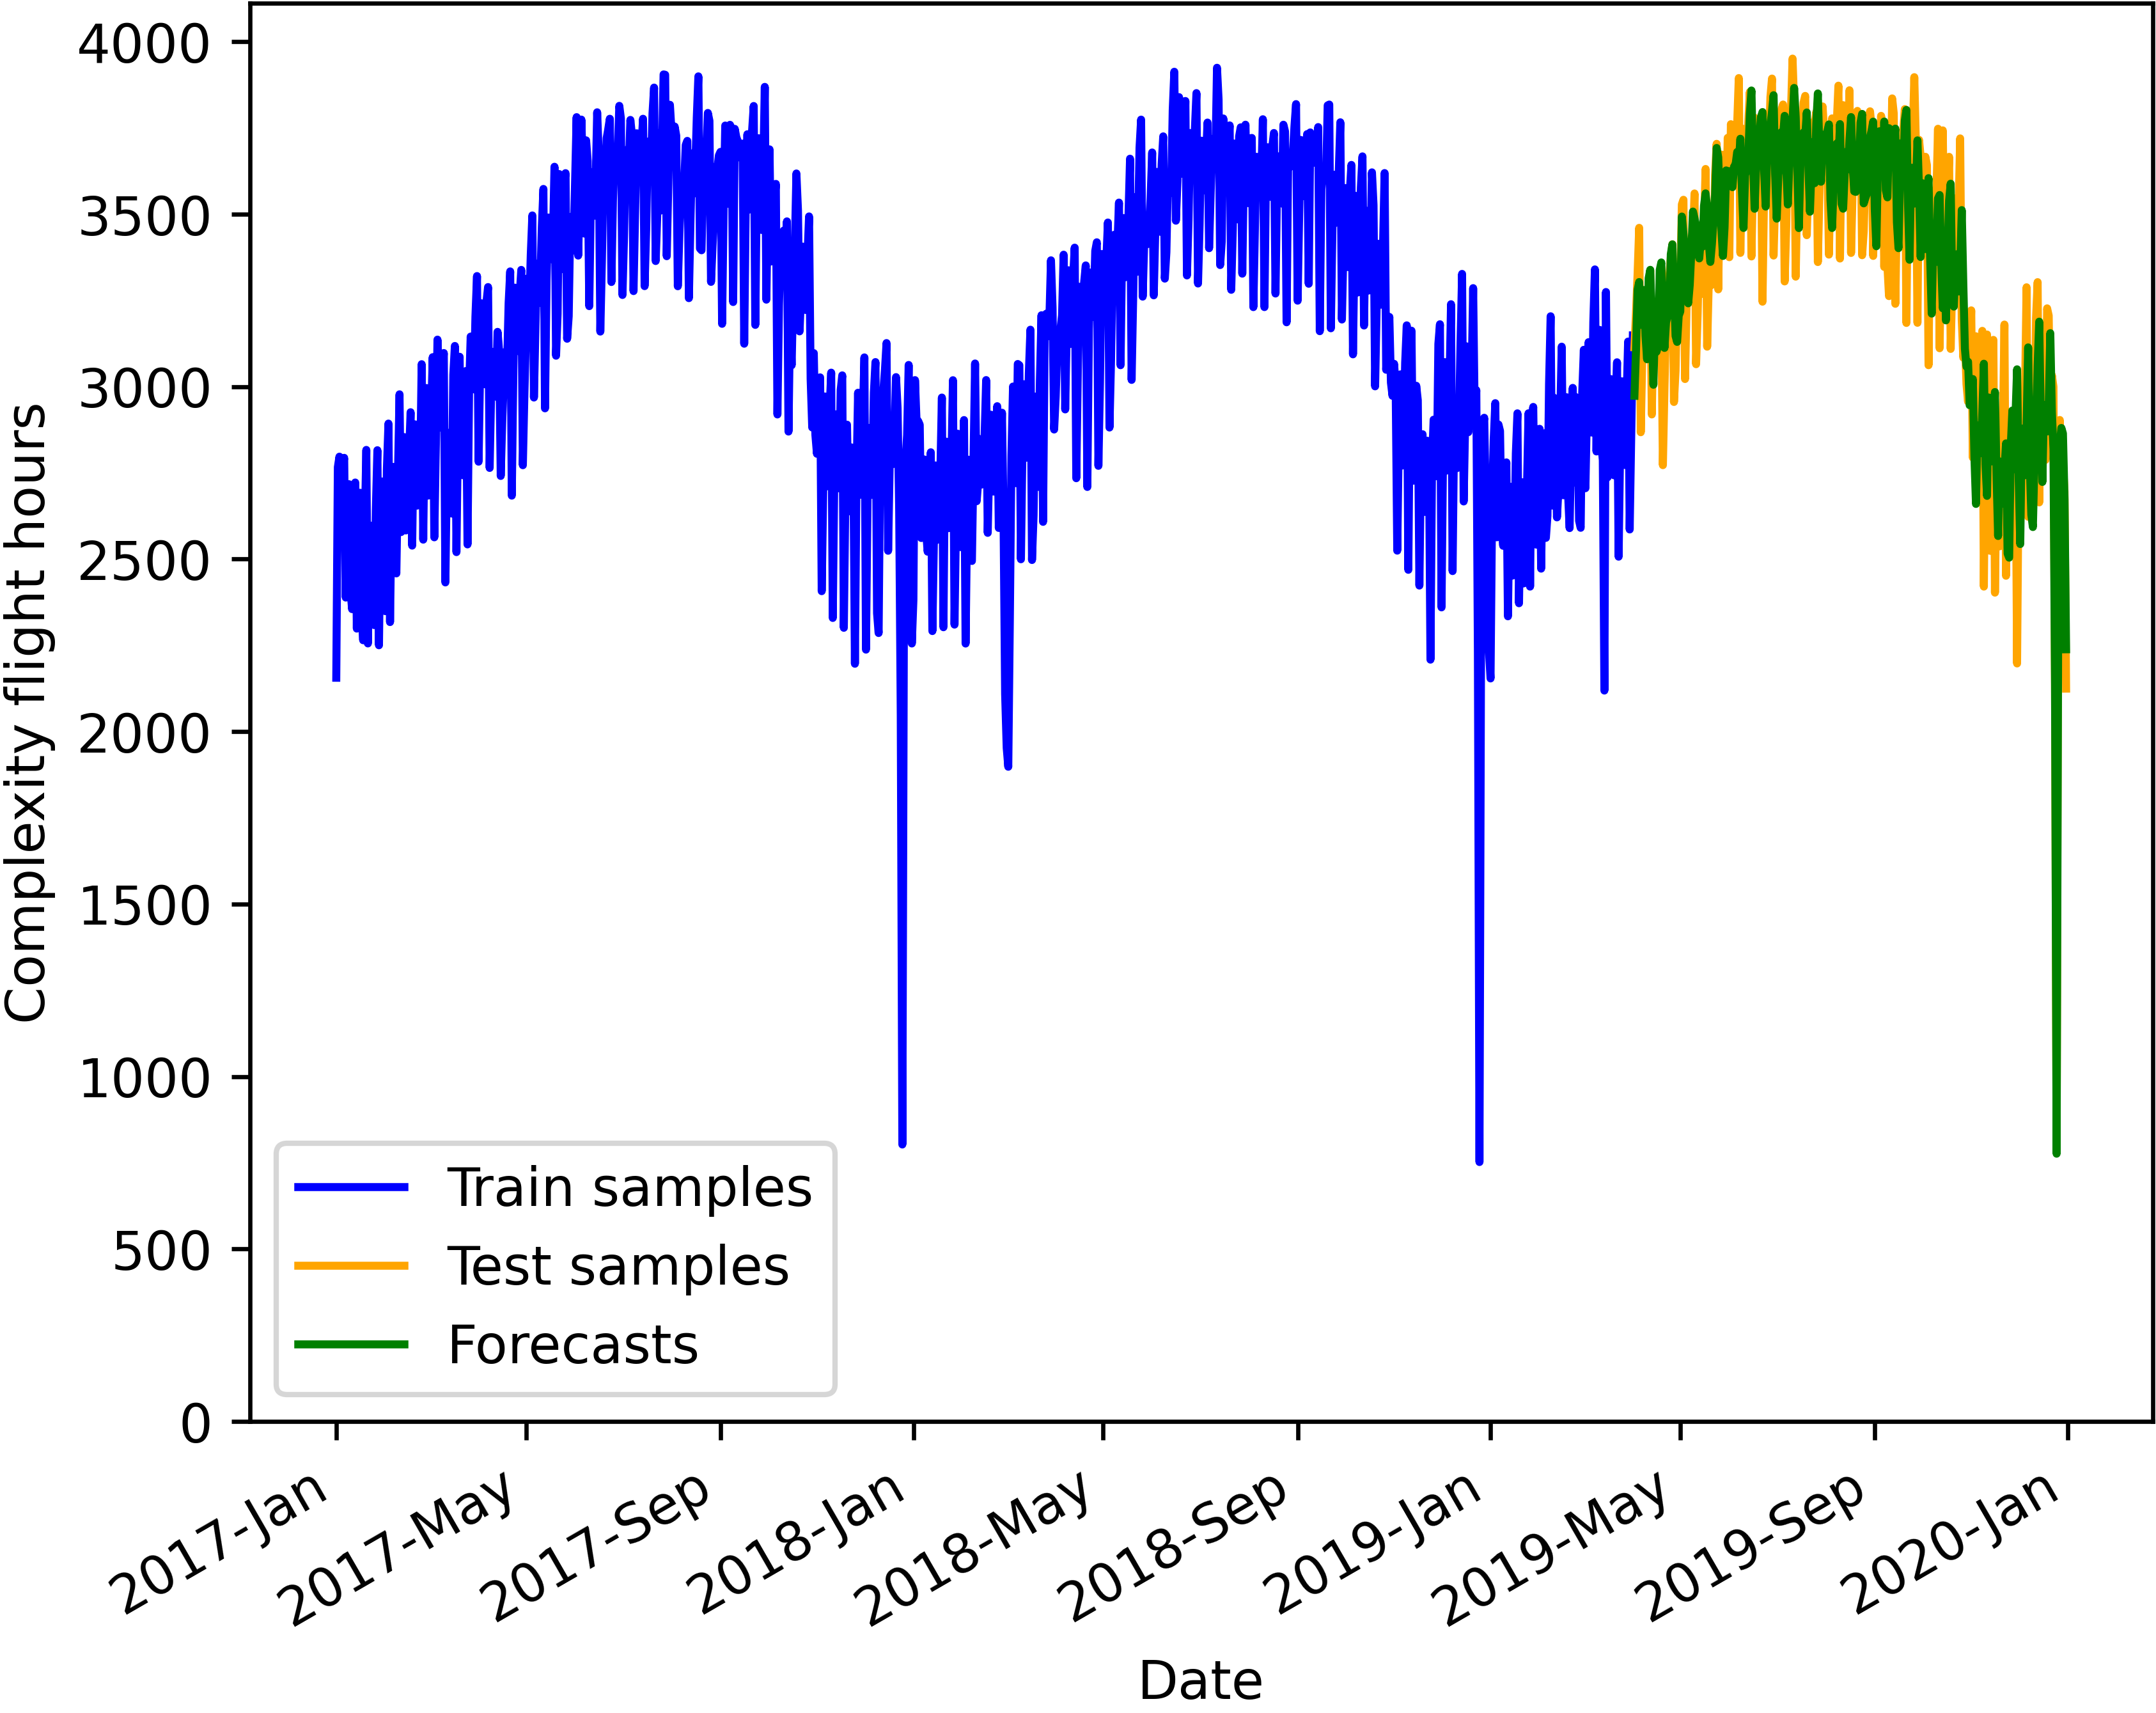 4000
3500
3000
2500
2000
1500
1000
500
0
Complexity flight hours
Train samples
Test samples
Forecasts
2017-Jan
2017-May
2017-Sep
2018-Jan
2018-May
2018-Sep
2019-Jan
2019-May
2019-Sep
2020-Jan
Date